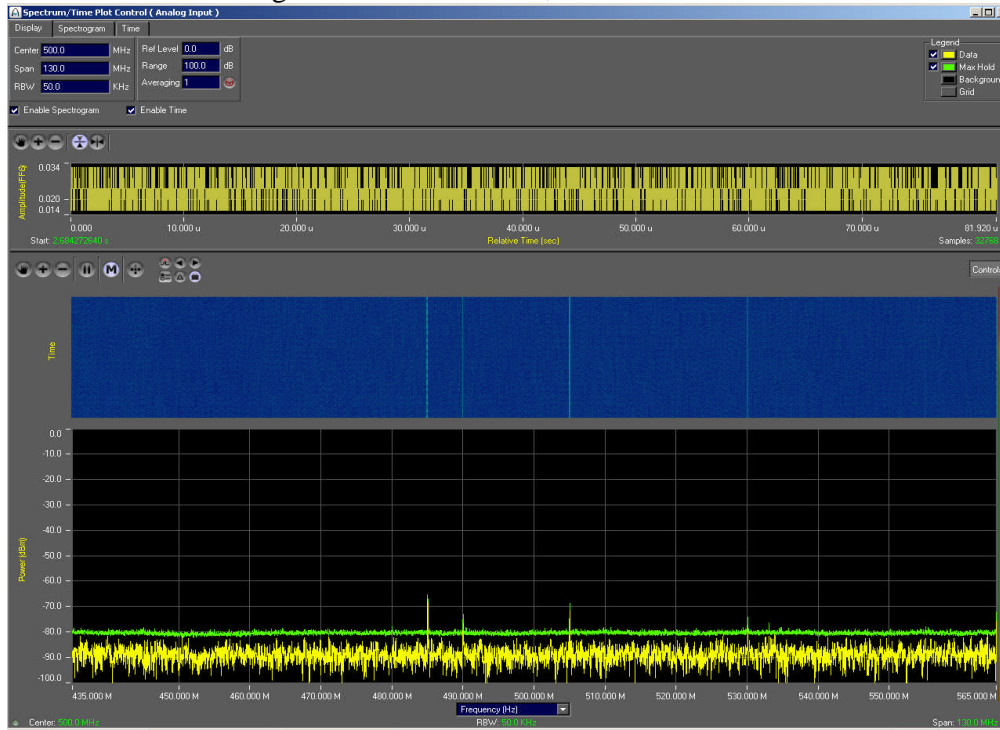 Spectrum/Time Plot Control ( Analog Input )
Display Spectrogram Time
Center 500.0 MHz Ref Level 0.0 dB
Span 130.0 MHz Range 100.0 dB
RBW 50.0 KHz Averaging 1
Legend
Data
Max Hold
Backgroun
Grid
Enable Spectrogram Enable Time
Amplitude(FFS)
0.034
0.020
0.014
0.000 10.000 u 20.000 u 30.000 u 40.000 u 50.000 u 60.000 u 70.000 u 81.920 u
Start: 2.684272640 s Relative Time (sec) Samples: 32768
M
Controls
Time
Power (dBm)
0.0
-10.0
-20.0
-30.0
-40.0
-50.0
-60.0
-70.0
-80.0
-90.0
-100.0
435.000 M 450.000 M 460.000 M 470.000 M 480.000 M 490.000 M 500.000 M 510.000 M 520.000 M 530.000 M 540.000 M 550.000 M 565.000 M
Frequency (Hz)
Center: 500.0 MHz RBW: 50.0 KHz Span: 130.0 MHz